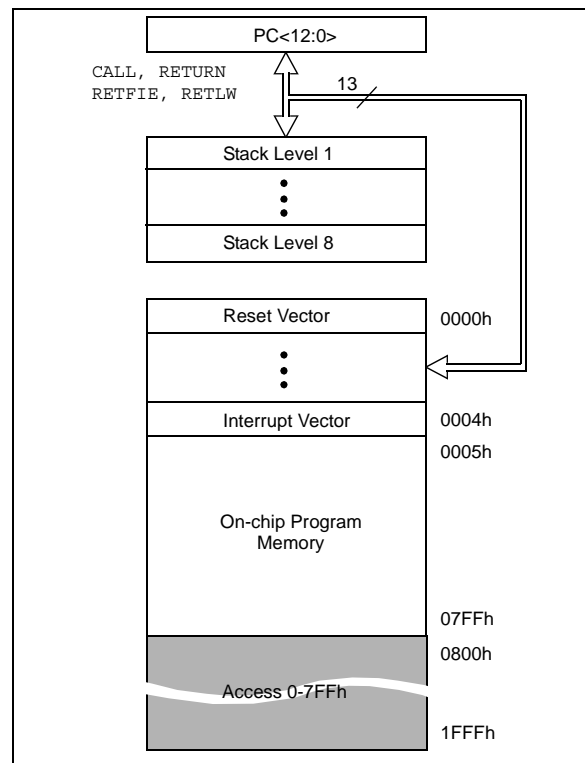 PC<12:0>
CALL, RETURN
RETFIE, RETLW
13
Stack Level 1
Stack Level 8
Reset Vector
0000h
Interrupt Vector
0004h
0005h
On-chip Program
Memory
07FFh
0800h
Access 0-7FFh
1FFFh